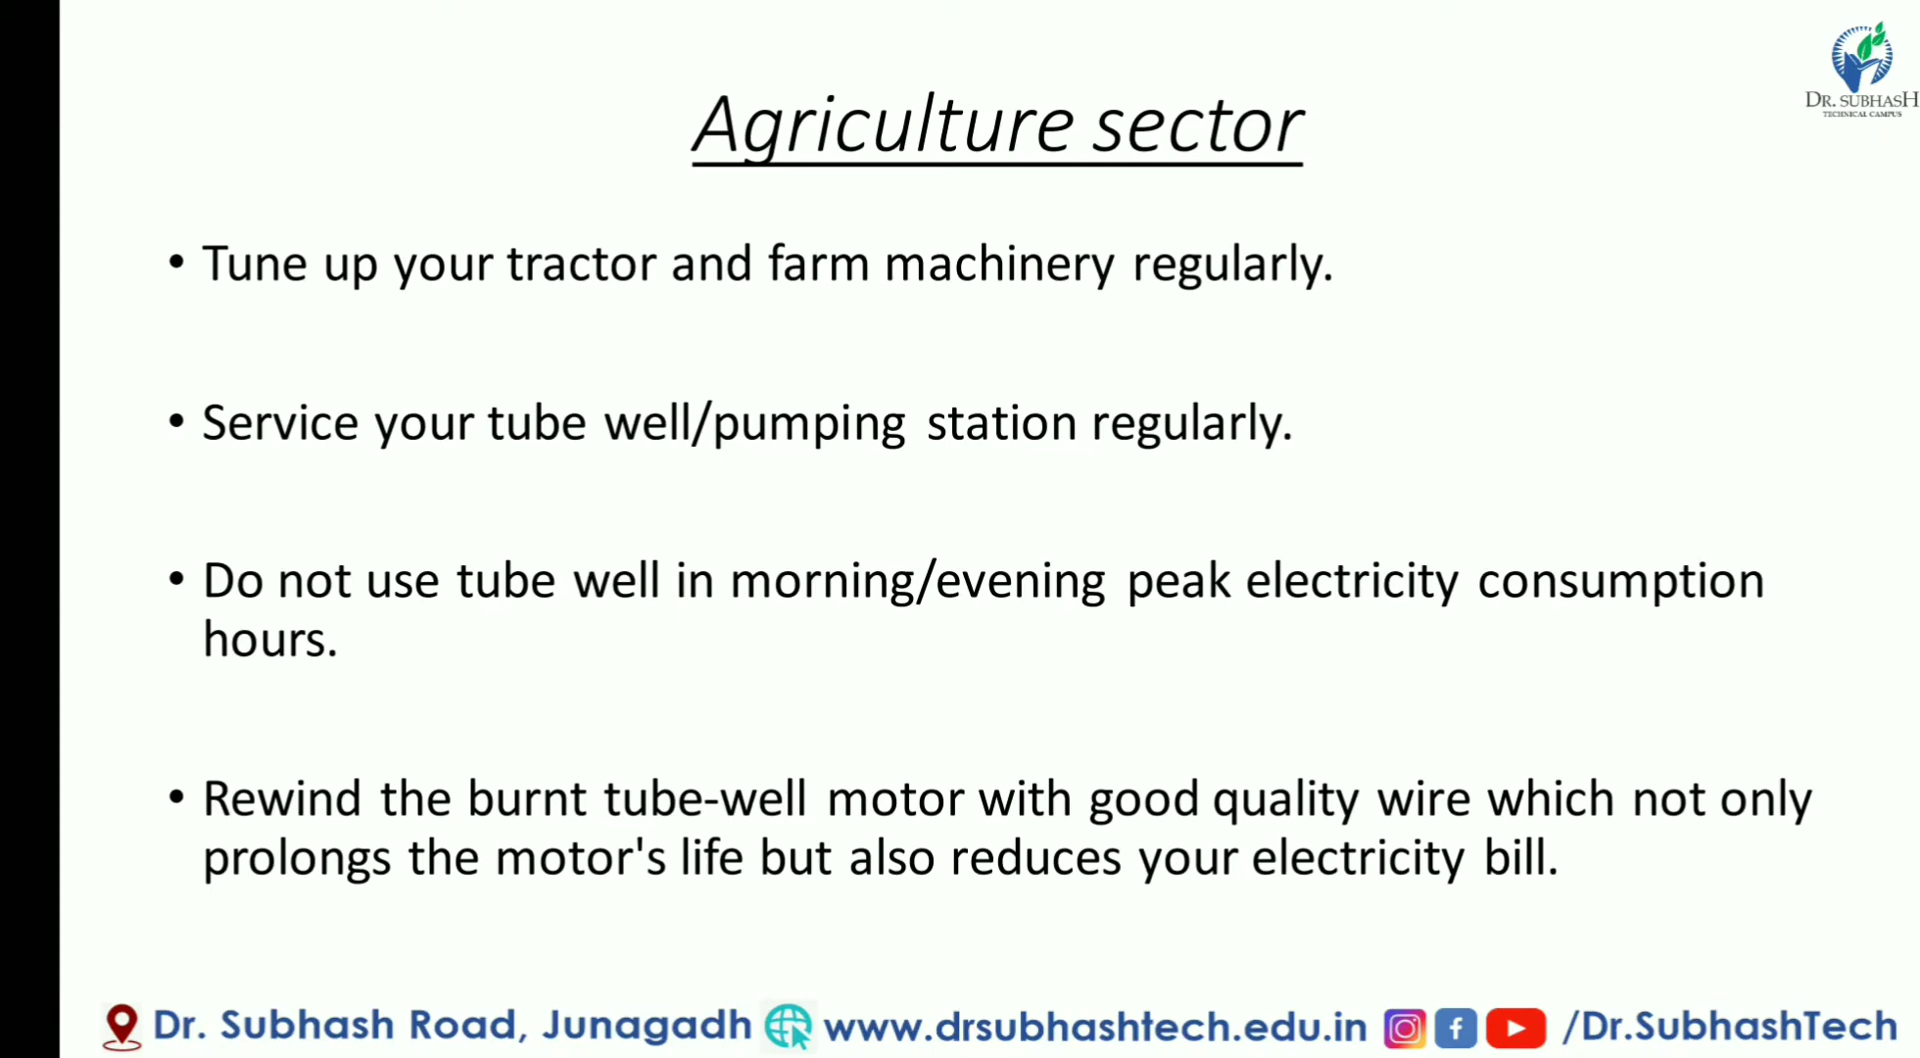 DR. SUBHASH
TECHNICAL CAMPUS
Agriculture sector
• Tune up your tractor and farm machinery regularly.
• Service your tube well/pumping station regularly.
• Do not use tube well in morning/evening peak electricity consumption
hours.
• Rewind the burnt tube-well motor with good quality wire which not only
prolongs the motor's life but also reduces your electricity bill.
Dr. Subhash Road, Junagadh www.drsubhashtech.edu.in /Dr.SubhashTech